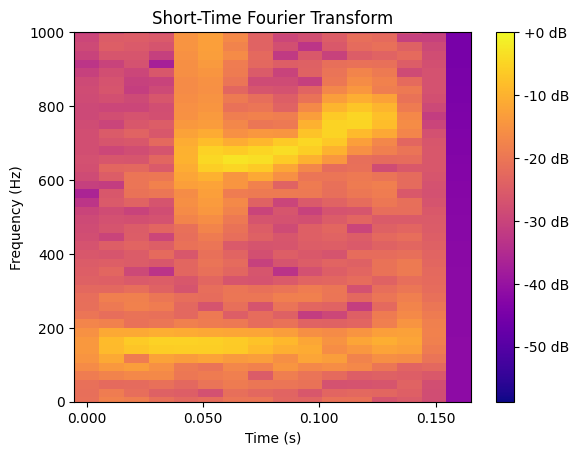 Short-Time Fourier Transform
1000
800
600
400
200
0
Frequency (Hz)
0.000
0.050
0.100
0.150
Time (s)
+0 dB
-10 dB
-20 dB
-30 dB
-40 dB
-50 dB